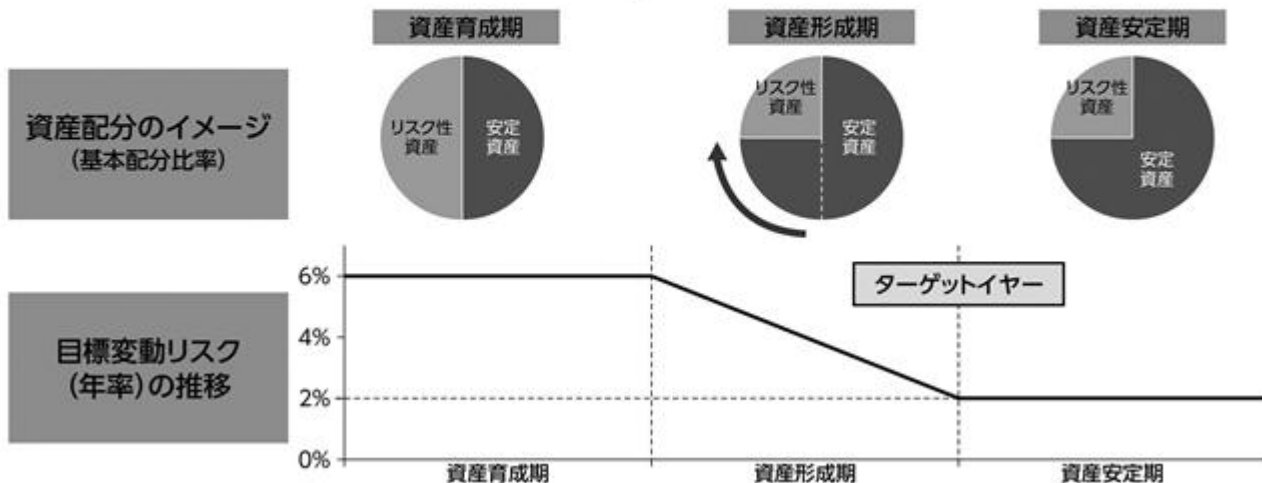 資産育成期
資産形成期
資産安定期
資産配分のイメージ
(基本配分比率)
リスク性
資産
安定
資産
リスク性
資産
安定
資産
リスク性
資産
安定
資産
目標変動リスク
(年率)の推移
6%
4%
2%
0%
ターゲットイヤー
資産育成期
資産形成期
資産安定期